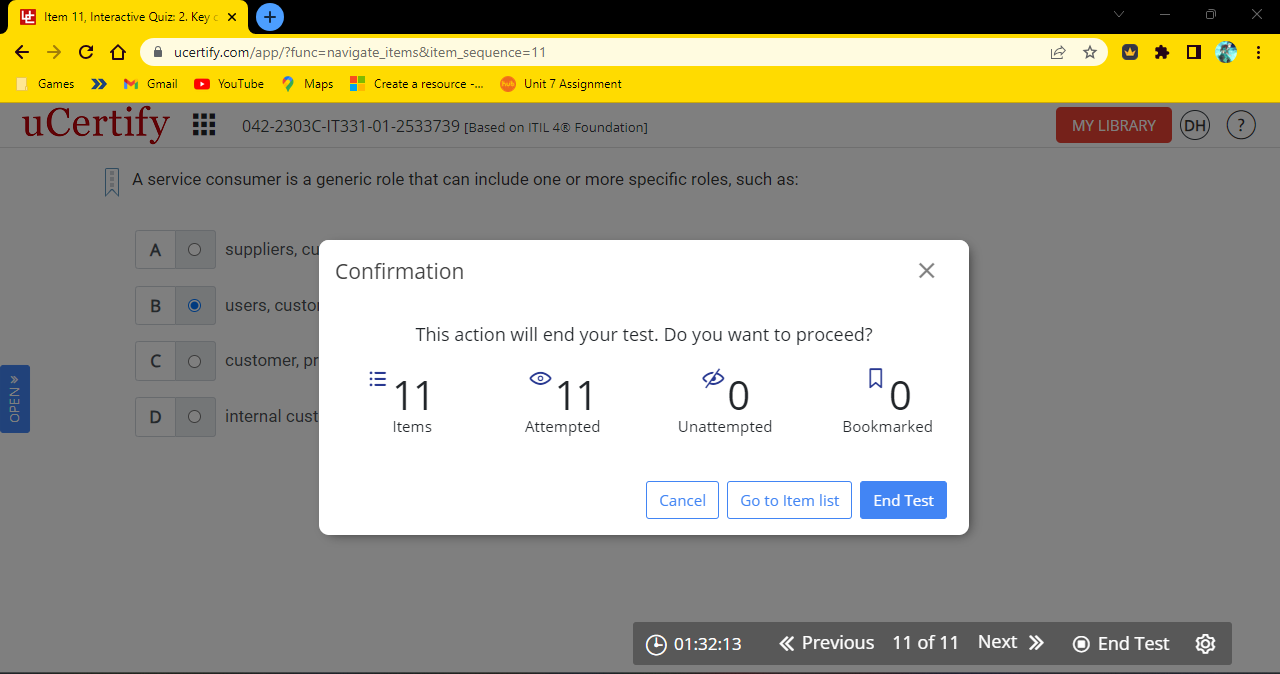 Item 11, Interactive Quiz: 2. Key
ucertify.com/app/?func=navigate_items&item_sequence=11
Games Gmail YouTube Maps Create a resource -... hub Unit 7 Assignment
uCertify 042-2303C-IT331-01-2533739 [Based on ITIL 4® Foundation] MY LIBRARY DH ?
A service consumer is a generic role that can include one or more specific roles, such as:
A suppliers,
B users,
C customer,
D internal
OPEN »
Confirmation
This action will end your test. Do you want to proceed?
11 11 0 0
Items Attempted Unattempted Bookmarked
Cancel Go to Item list End Test
01:32:13 Previous 11 of 11 Next End Test